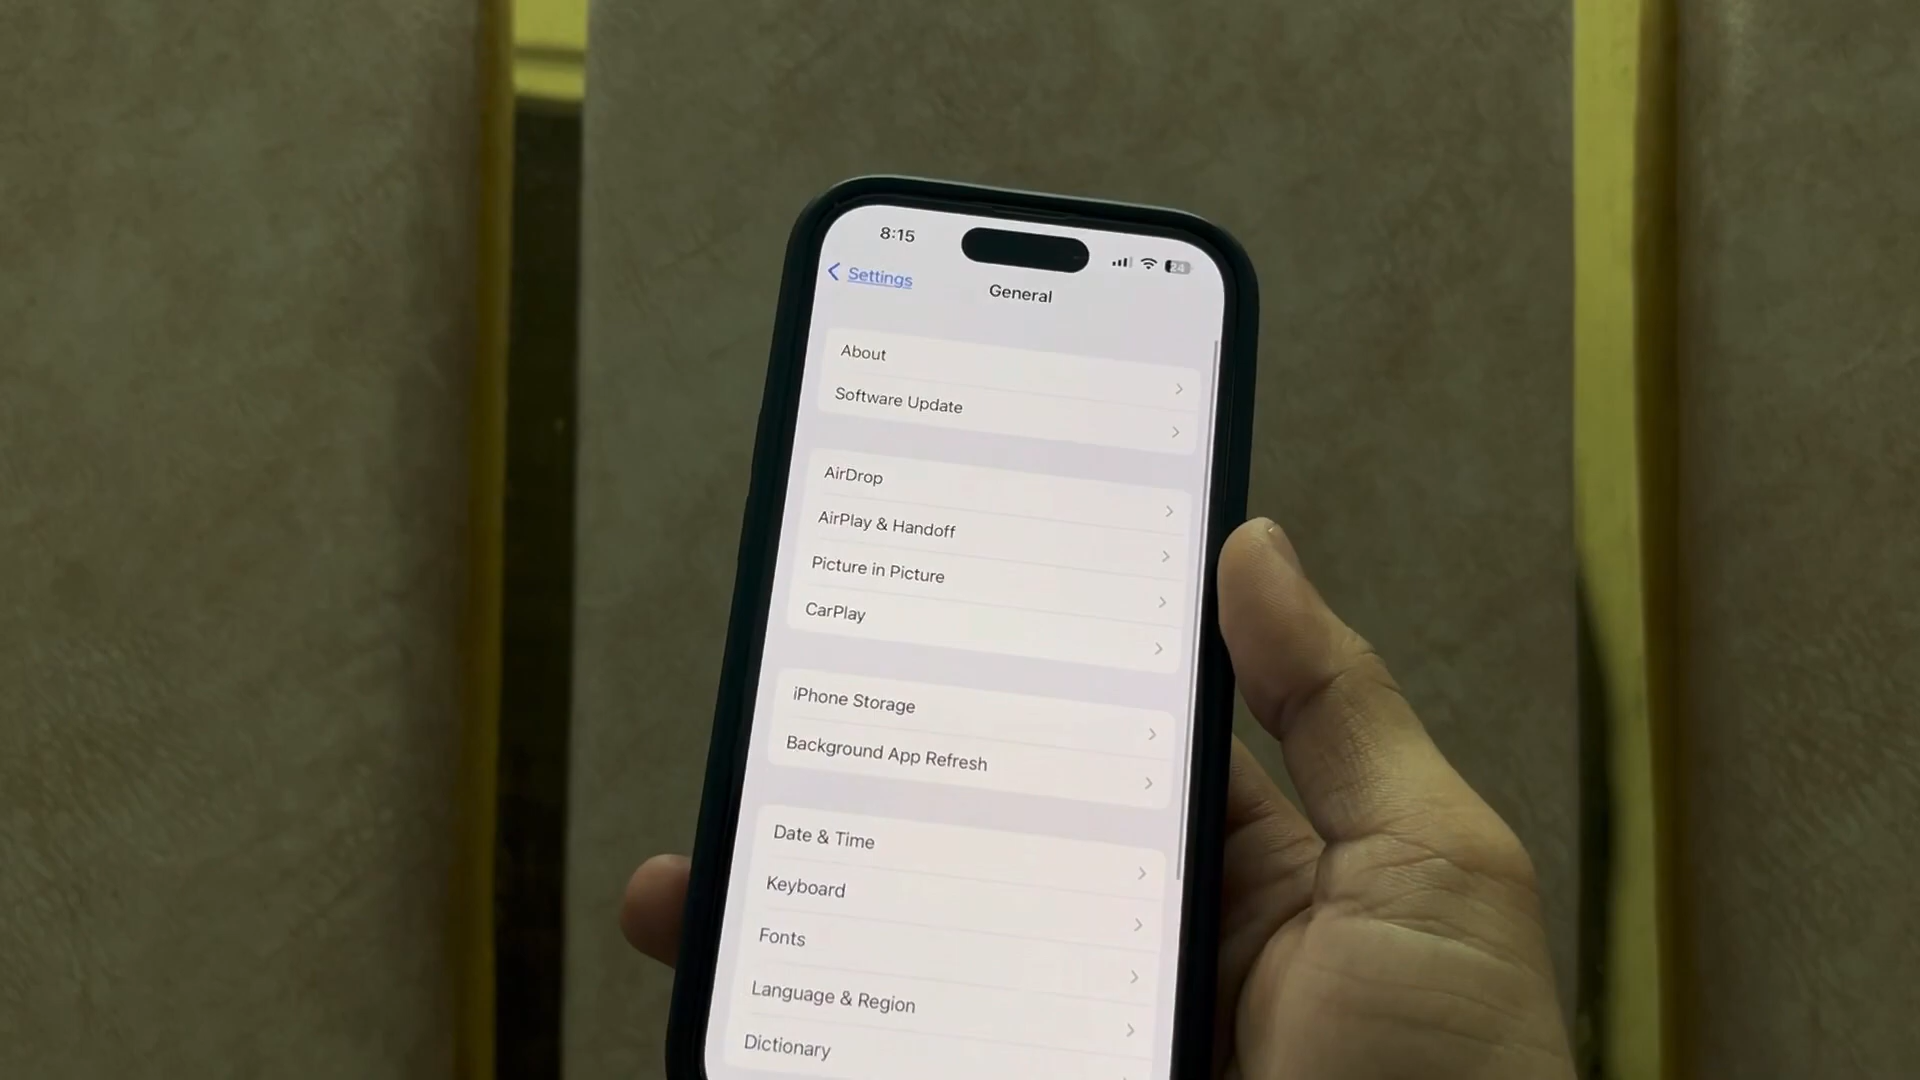 8:15
24
Settings
General
About
Software Update
AirDrop
AirPlay & Handoff
Picture in Picture
CarPlay
iPhone Storage
Background App Refresh
Date & Time
Keyboard
Fonts
Language & Region
Dictionary